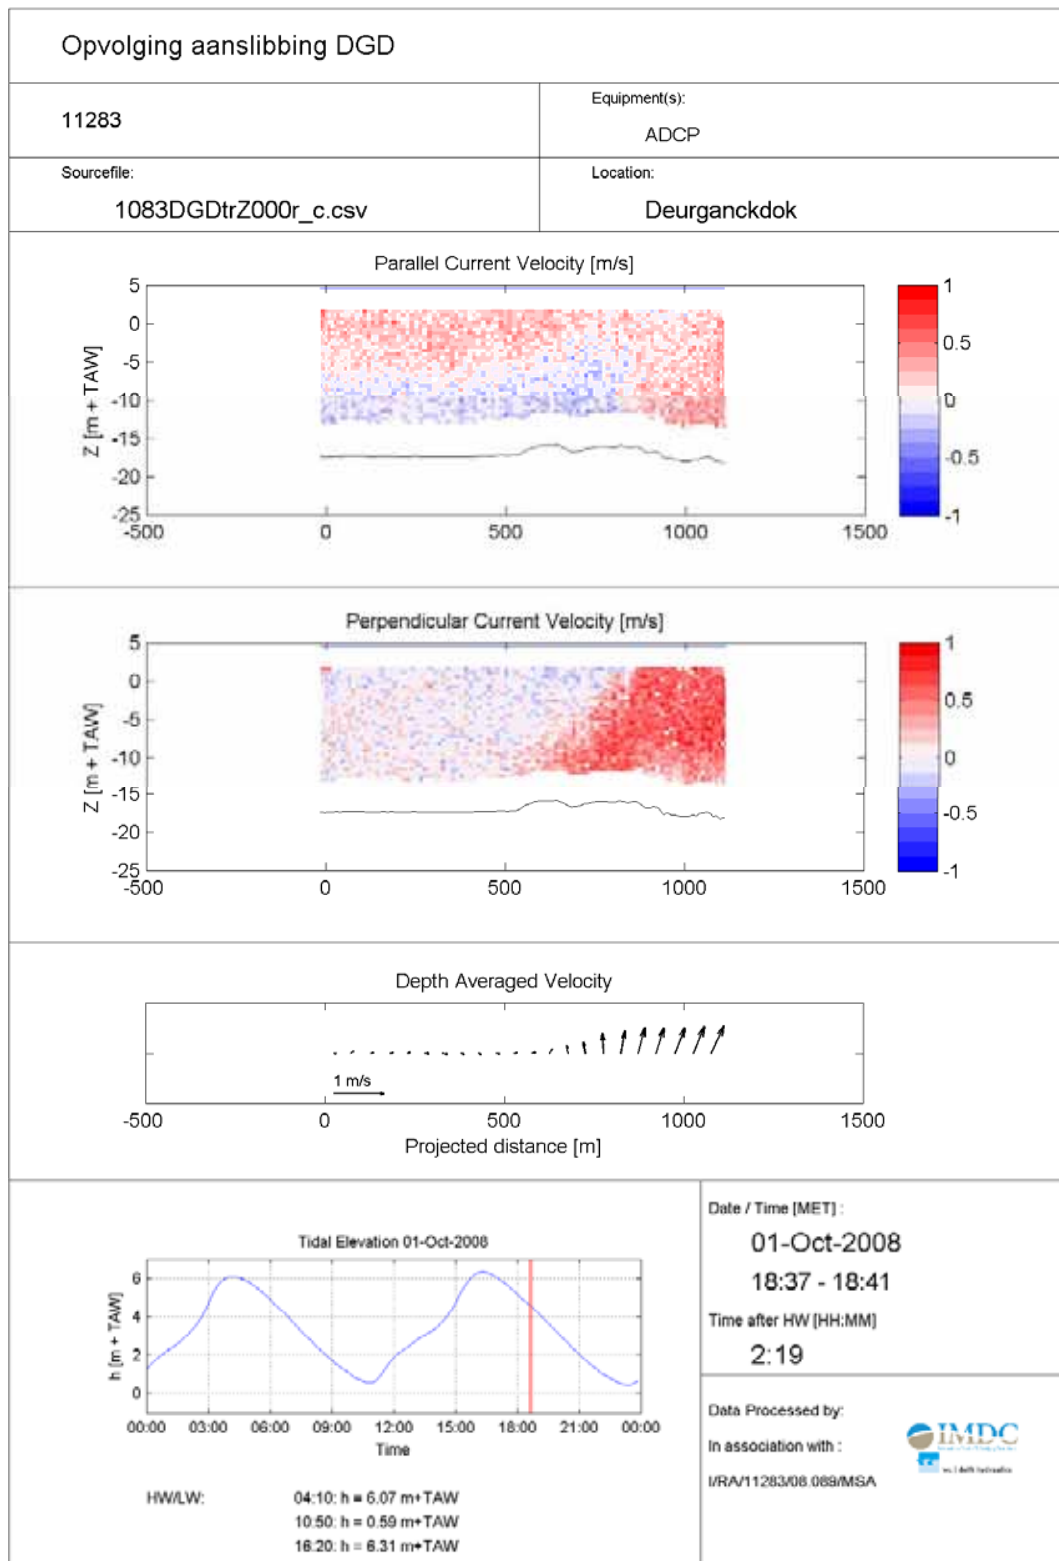 Opvolging aanslibbing DGD
11283
Equipment(s):
ADCP
Sourcefile:
1083DGDtrZ000r_c.csv
Location:
Deurganckdok
Parallel Current Velocity [m/s]
Z [m + TAW]
5
0
-5
-10
-15
-20
-25
-500
0
500
1000
1500
1
0.5
0
-0.5
-1
Perpendicular Current Velocity [m/s]
Z [m + TAW]
5
0
-5
-10
-15
-20
-25
-500
0
500
1000
1500
1
0.5
0
-0.5
-1
Depth Averaged Velocity
1 m/s
-500
0
500
1000
1500
Projected distance [m]
Tidal Elevation 01-Oct-2008
h [m + TAW]
6
4
2
0
00:00 03:00 06:00 09:00 12:00 15:00 18:00 21:00 00:00
Time
HW/LW:
04:10: h = 6.07 m+TAW
10:50: h = 0.59 m+TAW
16:20: h = 6.31 m+TAW
Date / Time [MET] :
01-Oct-2008
18:37 - 18:41
Time after HW [HH:MM]
2:19
Data Processed by:
In association with :
I/RA/11283/08.089/MSA
IMDC
wl | delft hydraulics